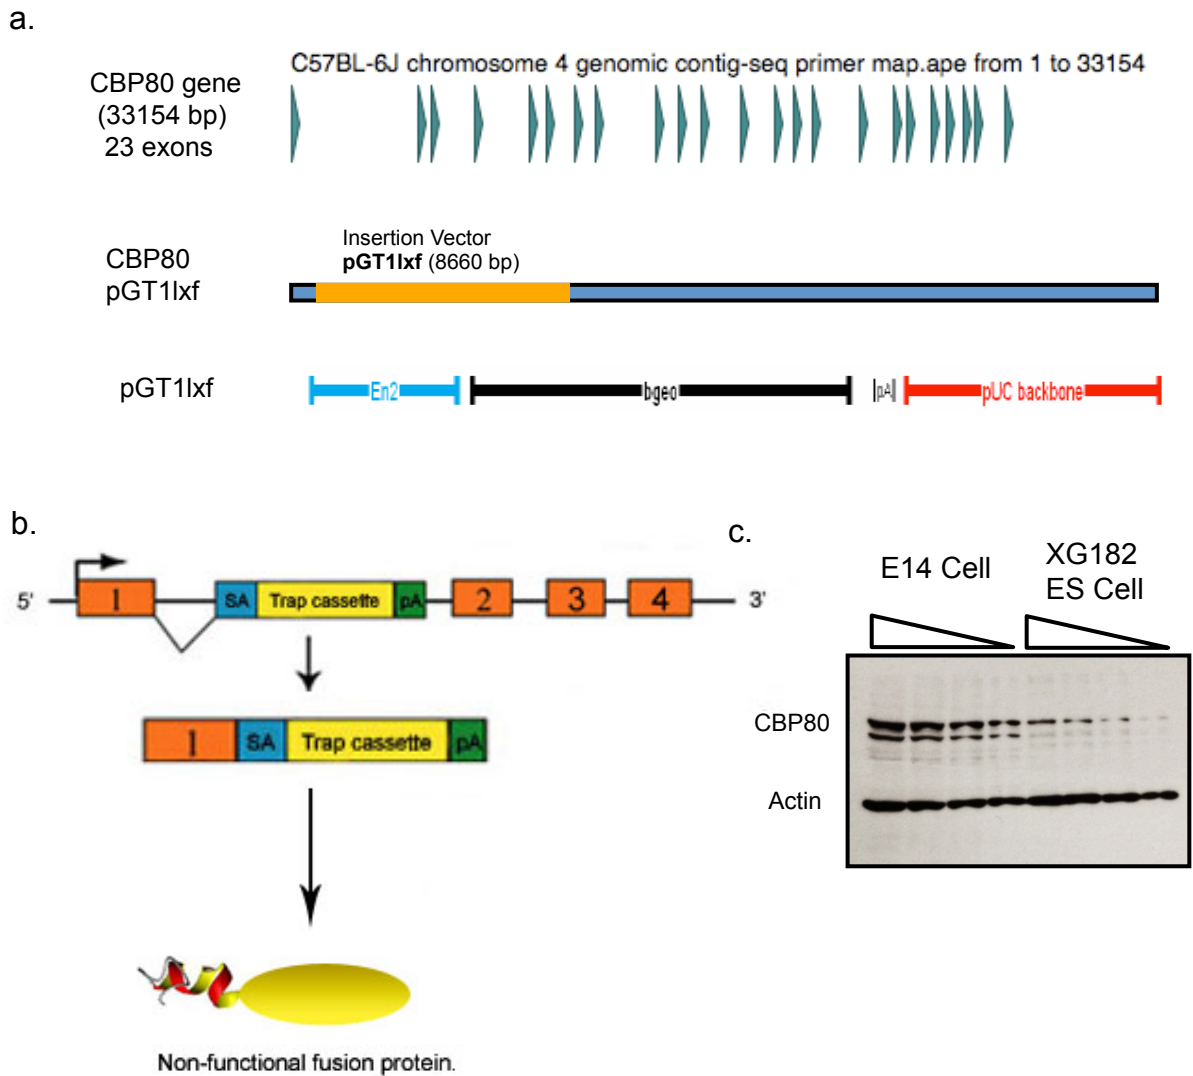 a.
C57BL-6J chromosome 4 genomic contig-seq primer map.ape from 1 to 33154
CBP80 gene
(33154 bp)
23 exons
Insertion Vector
pGT1lxf (8660 bp)
CBP80
pGT1lxf
pGT1lxf
En2
bgeo
pA
pUC backbone
b.
5'
1
SA
Trap cassette
pA
2
3
4
3'
1
SA
Trap cassette
pA
Non-functional fusion protein.
c.
E14 Cell
XG182
ES Cell
CBP80
Actin